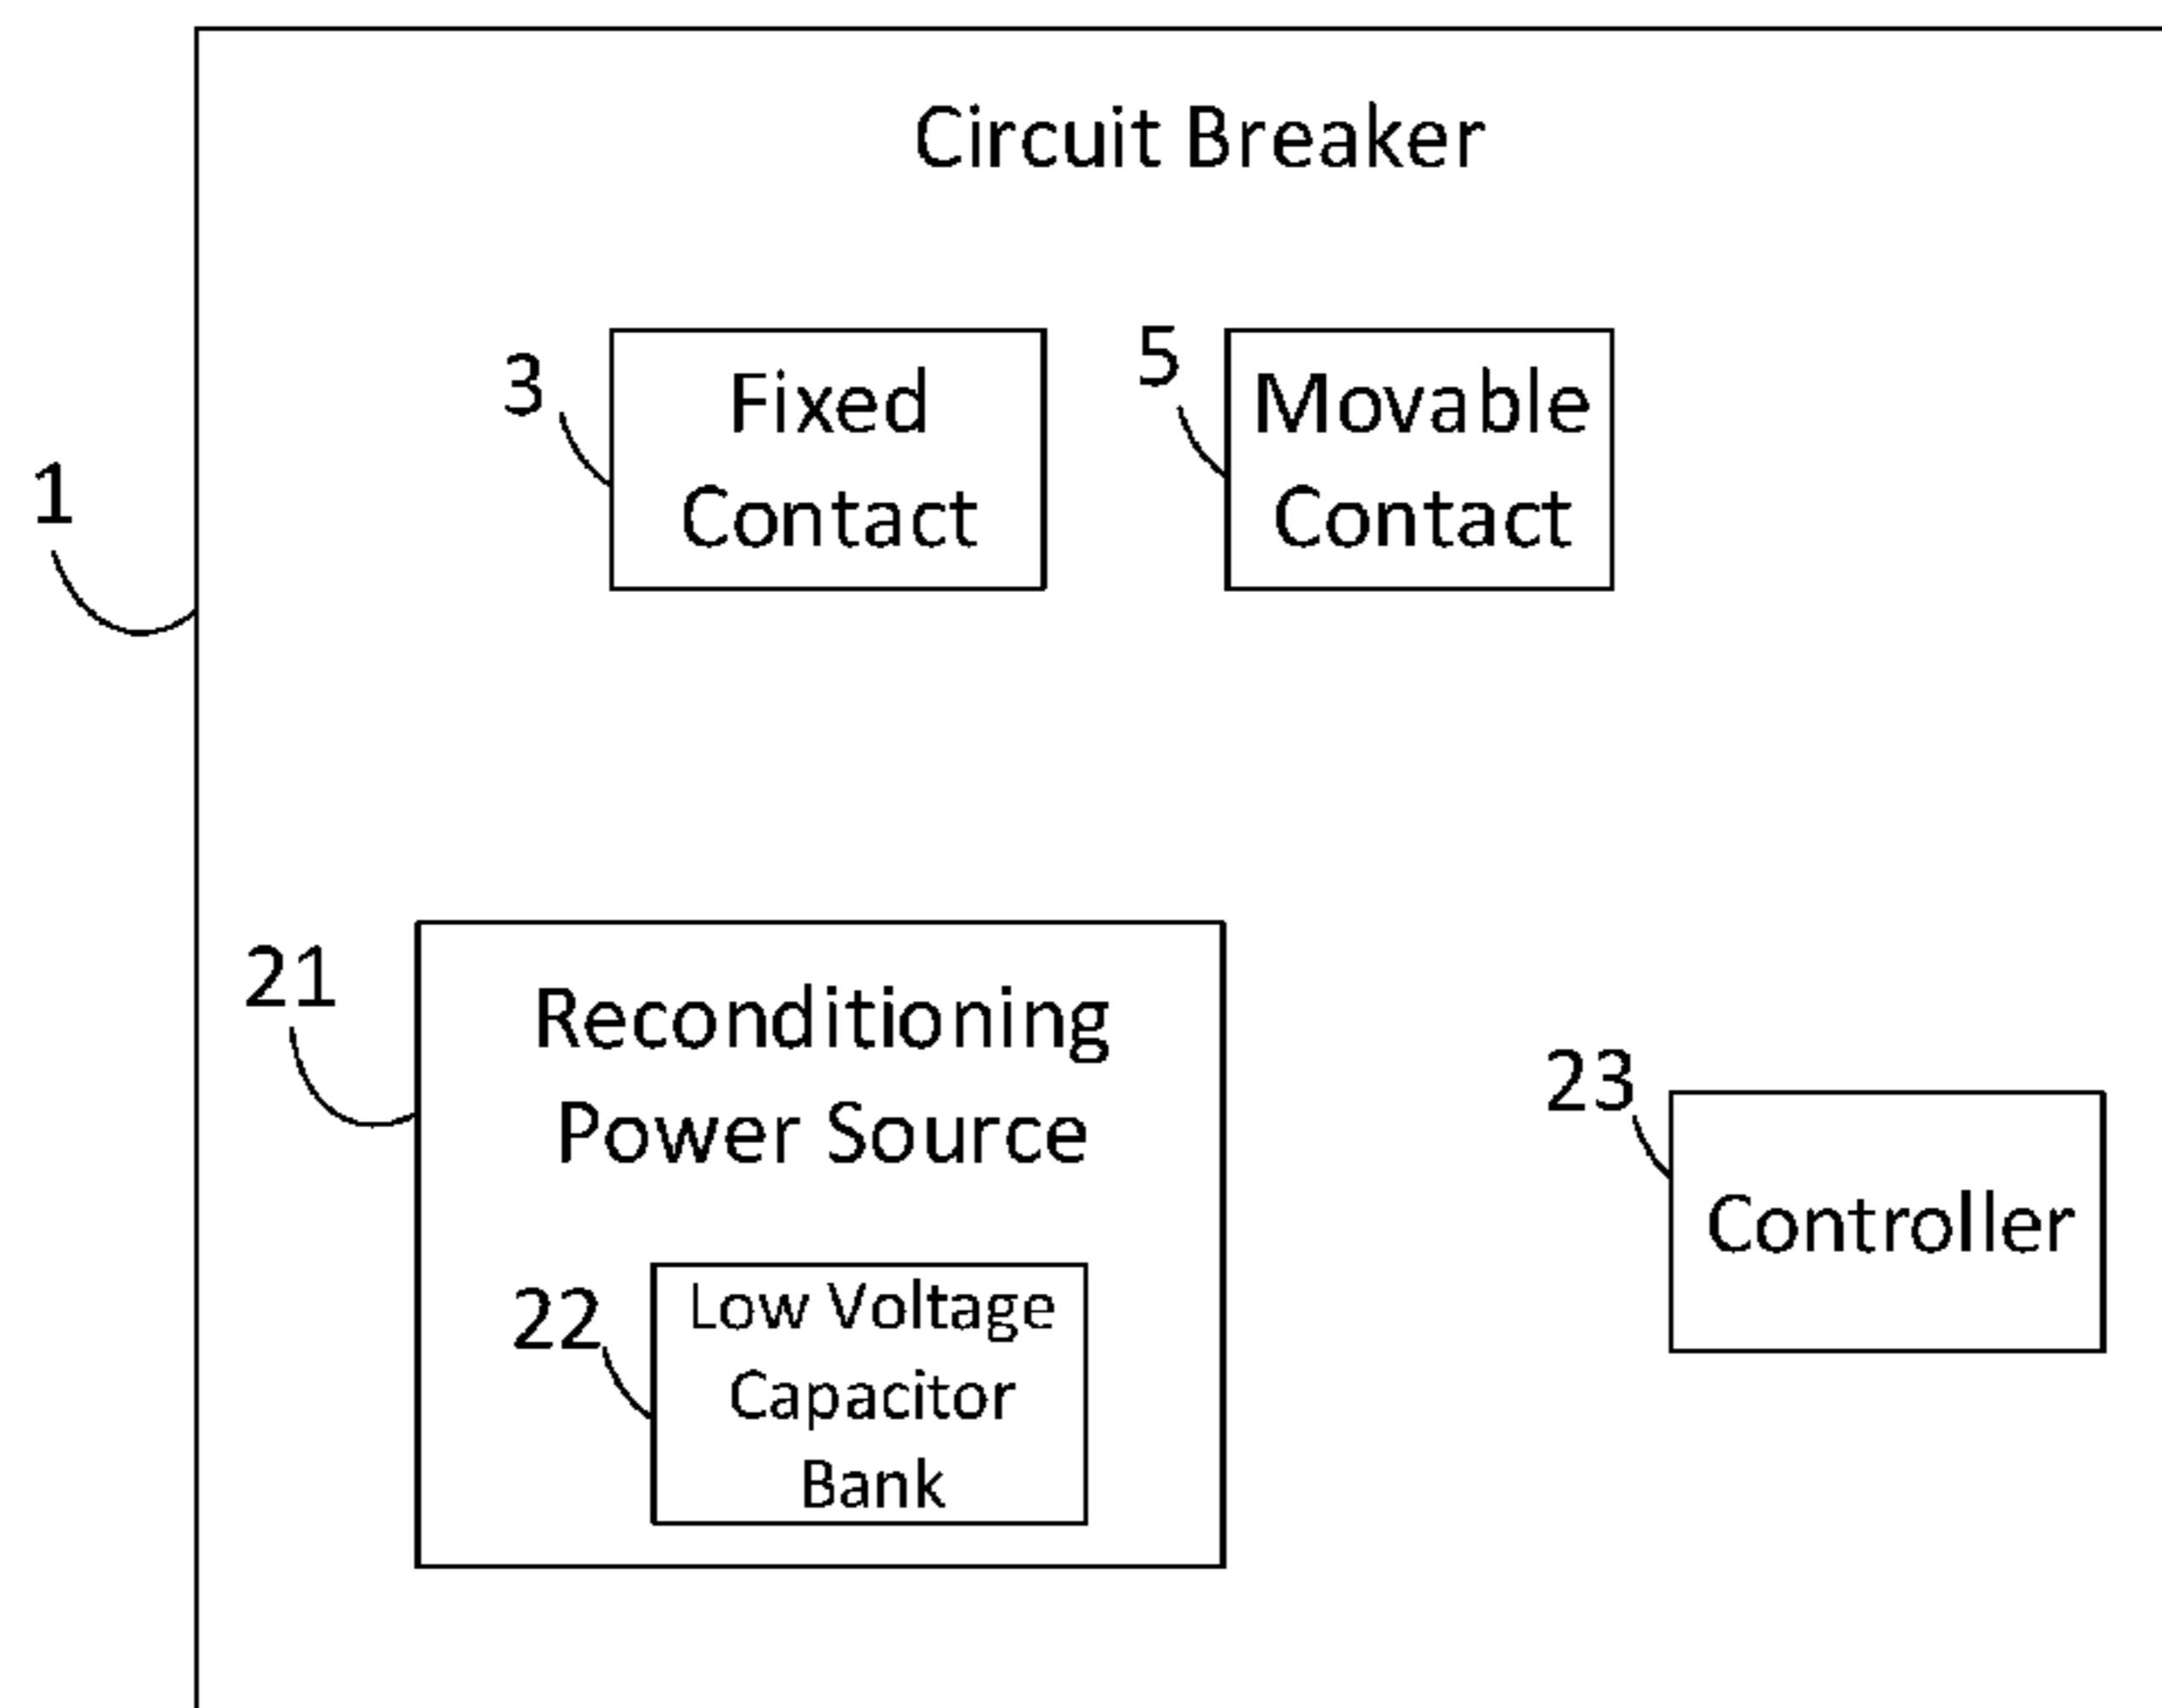 Circuit Breaker
3
Fixed
Contact
5
Movable
Contact
1
21
Reconditioning
Power Source
22
Low Voltage
Capacitor
Bank
23
Controller